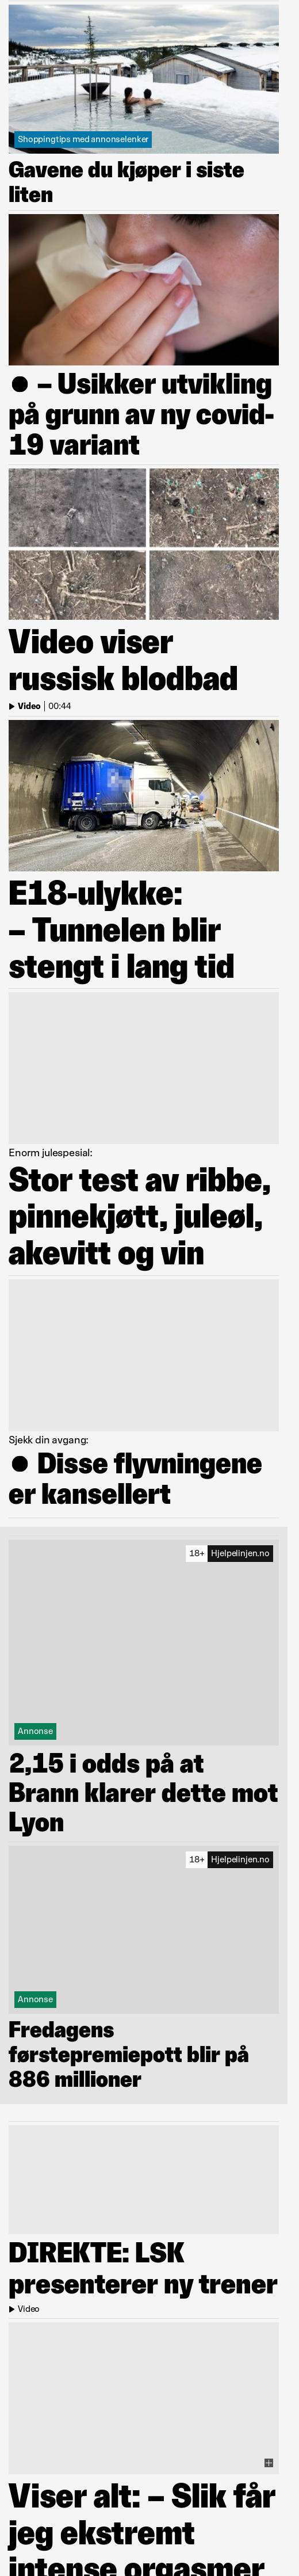 Shoppingtips med annonselenker
Gavene du kjøper i siste
liten
● – Usikker utvikling
på grunn av ny covid-
19 variant
Video viser
russisk blodbad
Video | 00:44
E18-ulykke:
– Tunnelen blir
stengt i lang tid
Enorm julespesial:
Stor test av ribbe,
pinnekjøtt, juleøl,
akevitt og vin
Sjekk din avgang:
● Disse flyvningene
er kansellert
18+ Hjelpelinjen.no
Annonse
2,15 i odds på at
Brann klarer dette mot
Lyon
18+ Hjelpelinjen.no
Annonse
Fredagens
førstepremiepott blir på
886 millioner
DIREKTE: LSK
presenterer ny trener
Video
Viser alt: – Slik får
jeg ekstremt
intense orgasmer